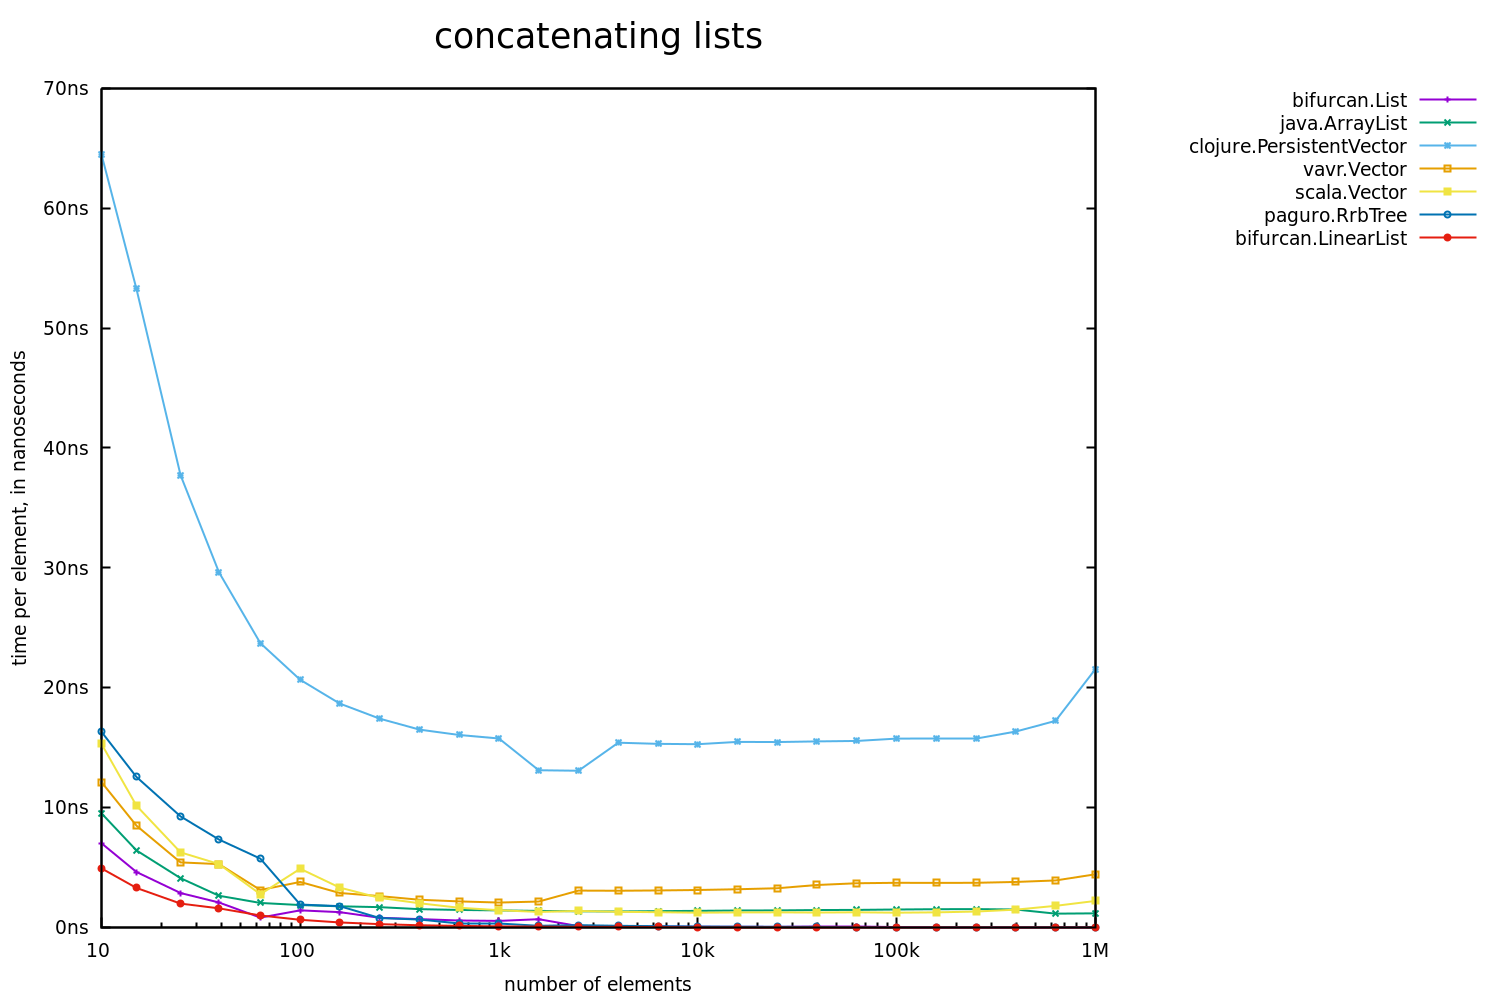 concatenating lists
70ns
60ns
50ns
40ns
30ns
20ns
10ns
0ns
time per element, in nanoseconds
10
100
1k
10k
100k
1M
number of elements
bifurcan.List
java.ArrayList
clojure.PersistentVector
vavr.Vector
scala.Vector
paguro.RrbTree
bifurcan.LinearList